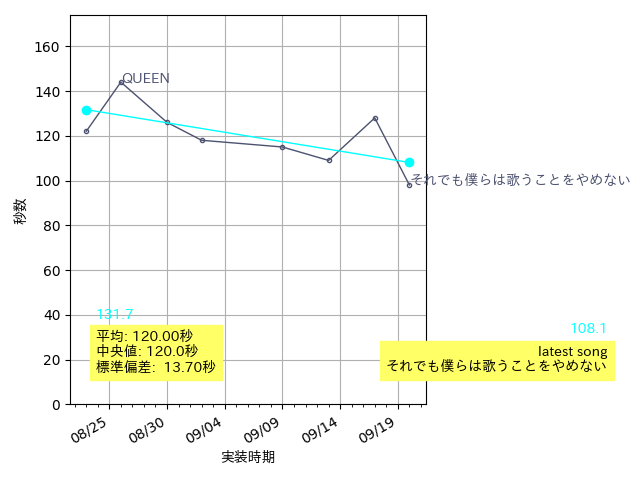 160
140
120
100
80
60
40
20
0
秒数
QUEEN
それでも僕らは歌うことをやめない
131.7
平均: 120.00秒
中央値: 120.0秒
標準偏差: 13.70秒
108.1
latest song
それでも僕らは歌うことをやめない
08/25
08/30
09/04
09/09
09/14
09/19
実装時期